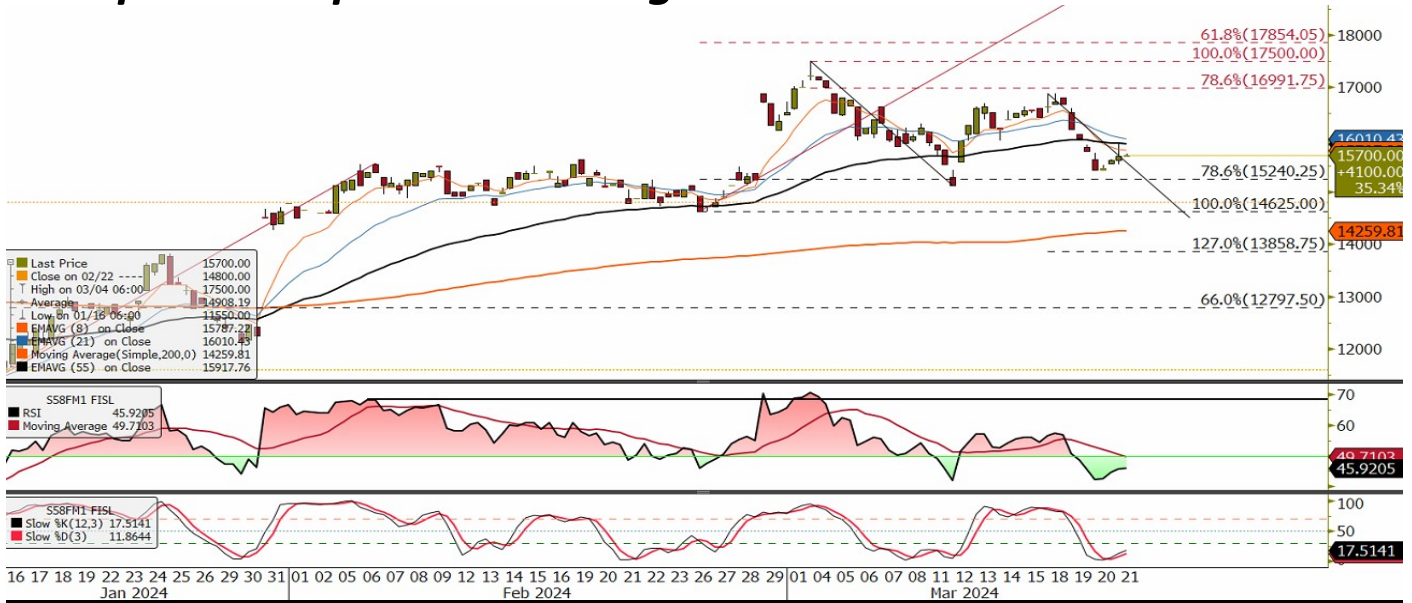 61.8%(17854.05)
100.0%(17500.00)
78.6%(16991.75)
78.6%(15240.25)
100.0%(14625.00)
127.0%(13858.75)
66.0%(12797.50)
18000
17000
16010.43
15700.00
+4100.00
35.34%
14259.81
14000
13000
12000
Last Price 15700.00
Close on 02/22 ---- 14800.00
High on 03/04 06:00 17500.00
Average 14908.19
Low on 01/16 06:00 11550.00
EMAVG (8) on Close 15787.22
EMAVG (21) on Close 16010.43
Moving Average(Simple,200,0) 14259.81
EMAVG (55) on Close 15917.76
SS8FM1 FISL
RSI 45.9205
Moving Average 49.7103
70
60
49.7103
45.9205
SS8FM1 FISL
Slow %K(12,3) 17.5141
Slow %D(3) 11.8644
100
50
17.5141
16 17 18 19 22 23 24 25 26 29 30 31 01 02 05 06 07 08 09 12 13 14 15 16 19 20 21 22 23 26 27 28 29 01 04 05 06 07 08 11 12 13 14 15 18 19 20 21
Jan 2024 Feb 2024 Mar 2024